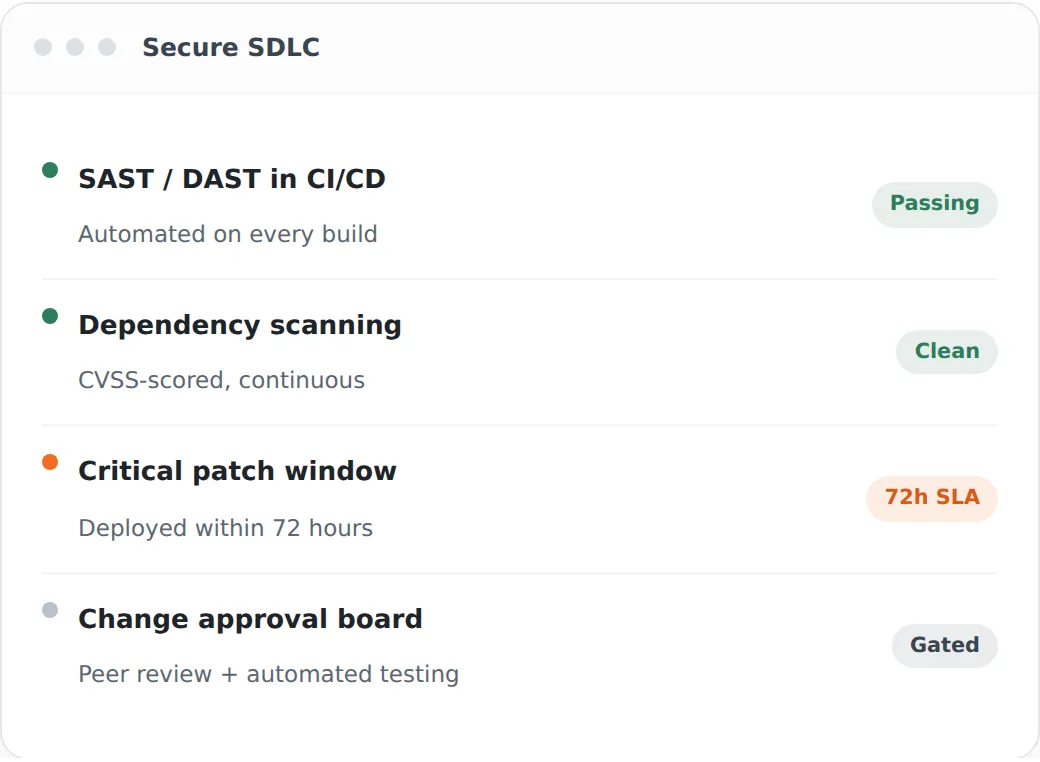 Secure SDLC
SAST / DAST in CI/CD
Passing
Automated on every build
Dependency scanning
Clean
CVSS-scored, continuous
Critical patch window
72h SLA
Deployed within 72 hours
Change approval board
Gated
Peer review + automated testing